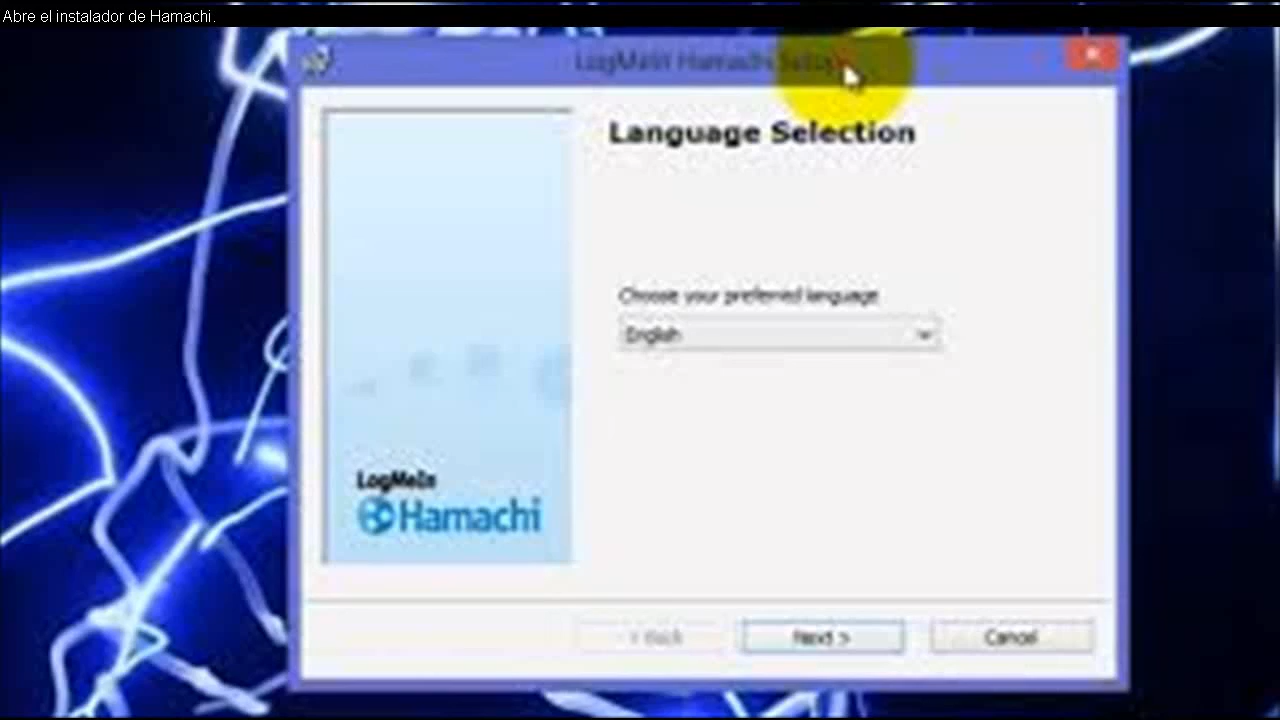 Abre el instalador de Hamachi.
LogMeIn Hamachi Setup
Language Selection
Choose your preferred language
English
LogMeIn
Hamachi
< Back
Next >
Cancel